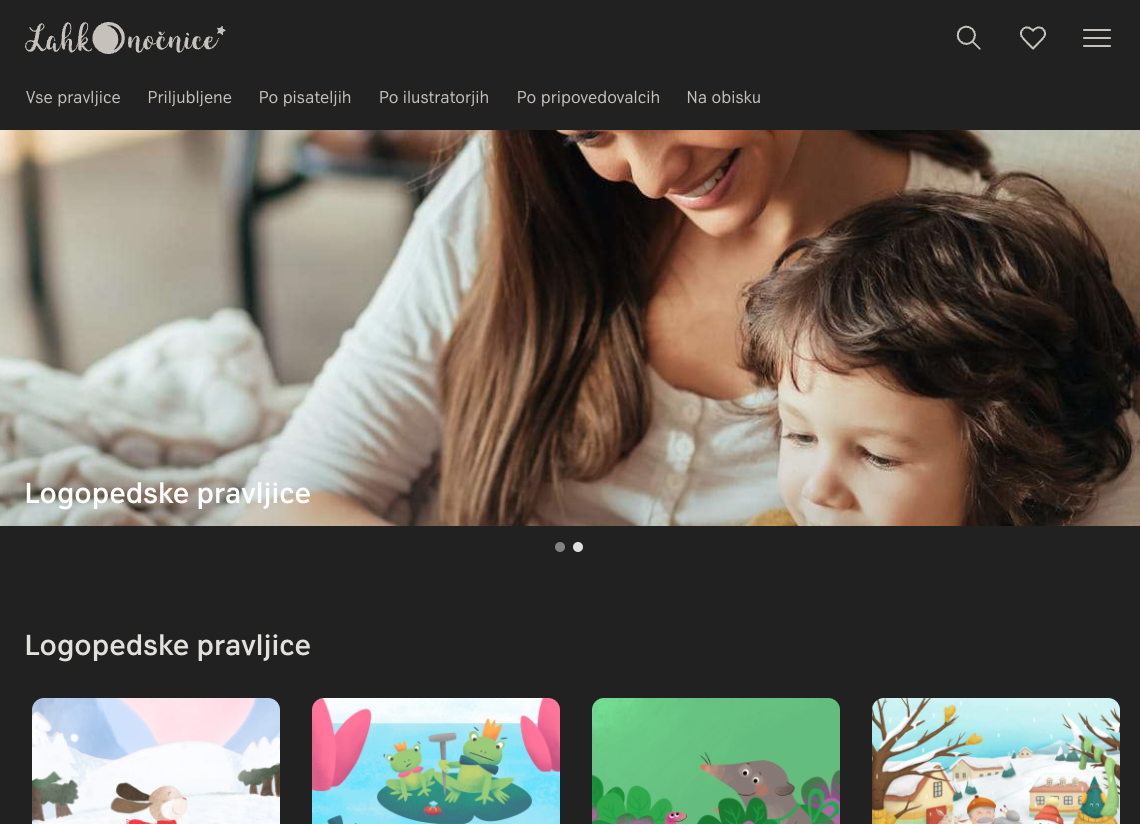 Lahkonočnice
Vse pravljice Priljubljene Po pisateljih Po ilustratorjih Po pripovedovalcih Na obisku
Logopedske pravljice
Logopedske pravljice